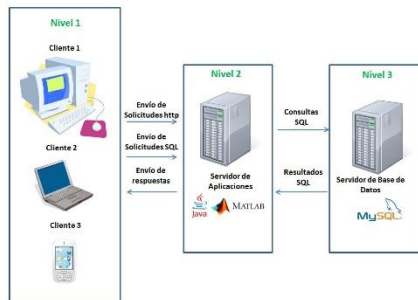 Nivel 1
Cliente 1
Cliente 2
Cliente 3
Envío de
Solicitudes http
Envío de
Solicitudes SQL
Envío de
respuestas
Nivel 2
Servidor de
Aplicaciones
Java
MATLAB
Consultas
SQL
Resultados
SQL
Nivel 3
Servidor de Base de
Datos
MySQL